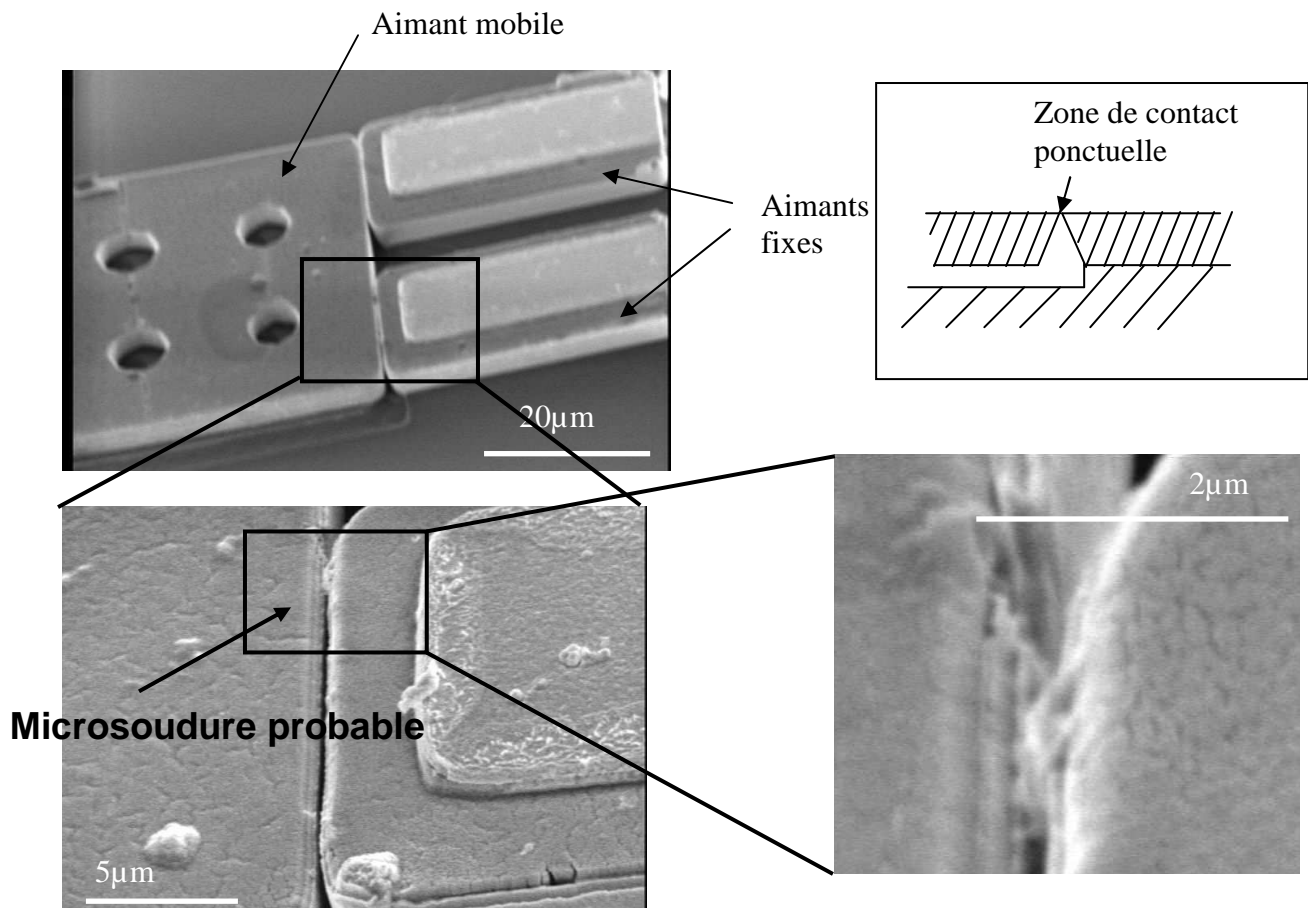 Aimant mobile
Zone de contact
ponctuelle
Aimants
fixes
20µm
2µm
Microsoudure probable
5µm